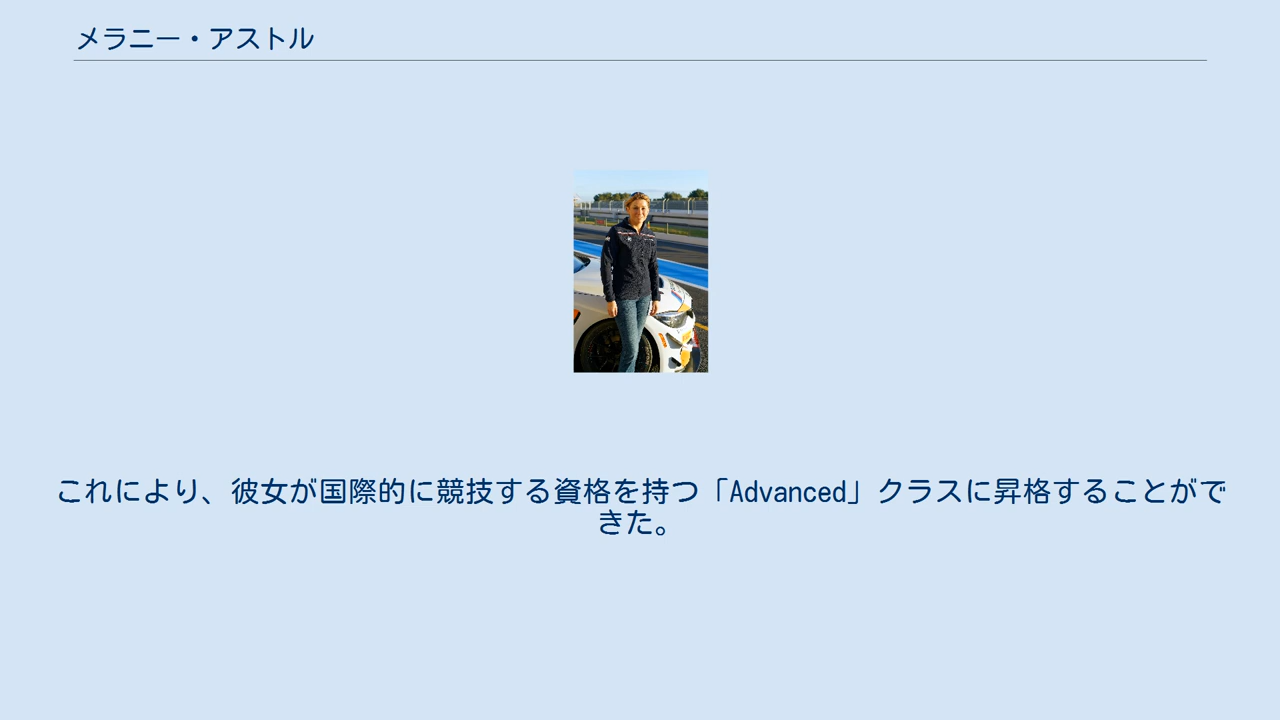 メラニー・アストル
これにより、彼女が国際的に競技する資格を持つ「Advanced」クラスに昇格することがで
きた。